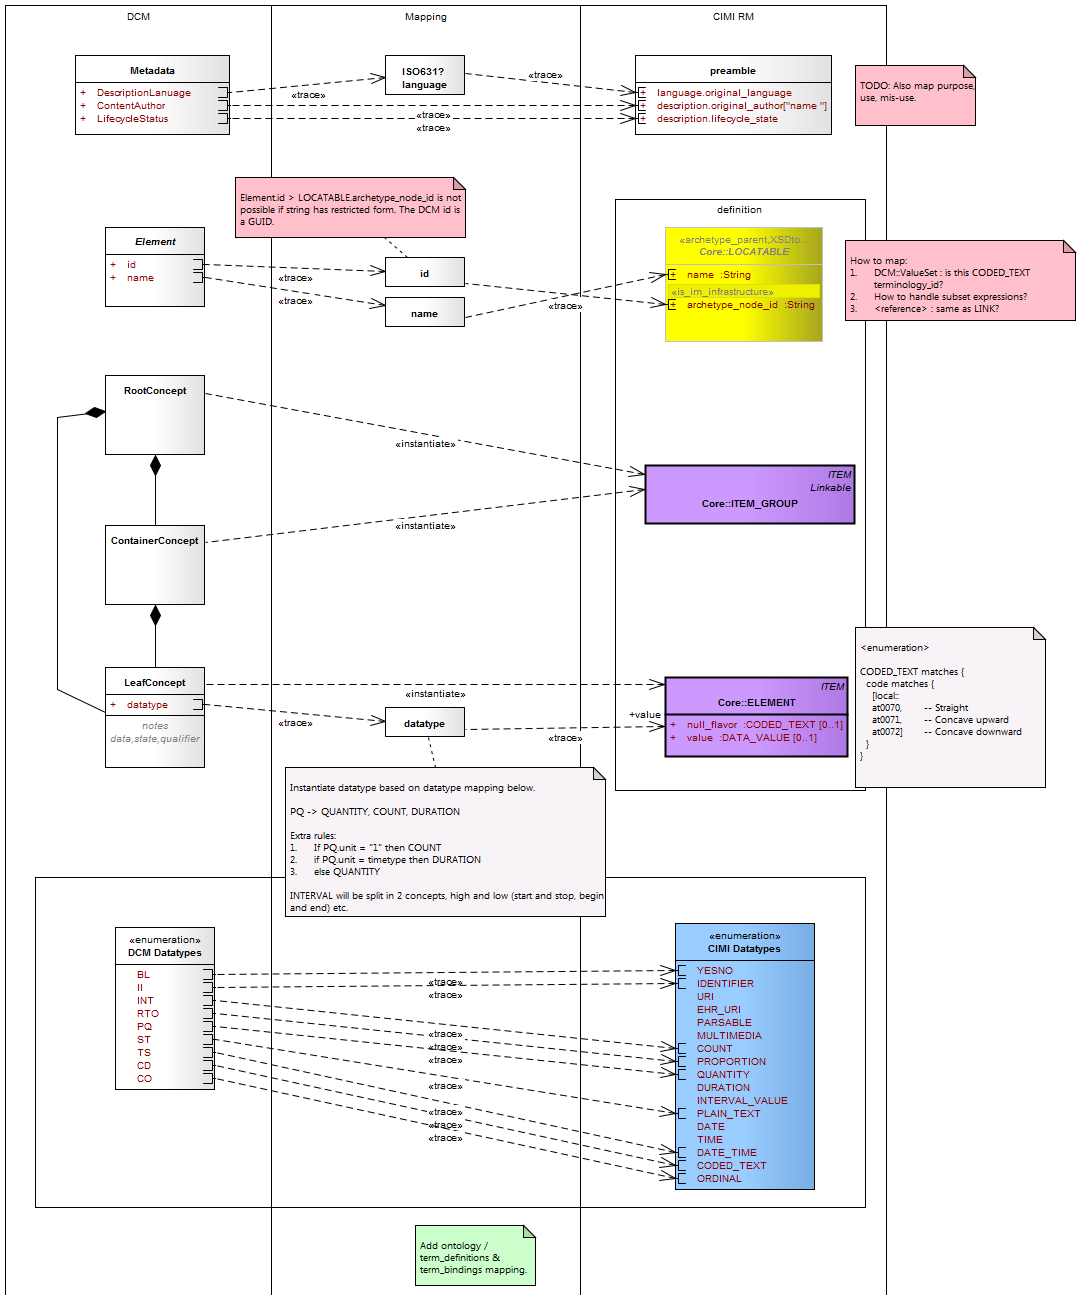 DCM
Mapping
CIMI RM
Metadata
+ DescriptionLanuage
+ ContentAuthor
+ LifecycleStatus
ISO631?
language
preamble
+ language.original_language
+ description.original_author["name "]
+ description.lifecycle_state
«trace»
«trace»
«trace»
«trace»
TODO: Also map purpose,
use, mis-use.
Element.id > LOCATABLE.archetype_node_id is not
possible if string has restricted form. The DCM id is
a GUID.
definition
Element
+ id
+ name
id
name
«trace»
«trace»
«trace»
«archetype_parent,XSDto...
Core::LOCATABLE
+ name :String
«is_im_infrastructure»
+ archetype_node_id :String
How to map:
1. DCM::ValueSet : is this CODED_TEXT
terminology_id?
2. How to handle subset expressions?
3. <reference> : same as LINK?
RootConcept
«instantiate»
ITEM
Linkable
Core::ITEM_GROUP
«instantiate»
ContainerConcept
LeafConcept
+ datatype
notes
data,state,qualifier
«instantiate»
«trace»
datatype
+value
«trace»
ITEM
Core::ELEMENT
+ null_flavor :CODED_TEXT [0..1]
+ value :DATA_VALUE [0..1]
<enumeration>
CODED_TEXT matches {
code matches {
[local::
at0070, -- Straight
at0071, -- Concave upward
at0072] -- Concave downward
}
}
Instantiate datatype based on datatype mapping below.
PQ -> QUANTITY, COUNT, DURATION
Extra rules:
1. If PQ.unit = "1" then COUNT
2. if PQ.unit = timetype then DURATION
3. else QUANTITY
INTERVAL will be split in 2 concepts, high and low (start and stop, begin
and end) etc.
«enumeration»
DCM Datatypes
BL
II
INT
RTO
PQ
ST
TS
CD
CO
«trace»
«trace»
«trace»
«trace»
«trace»
«trace»
«trace»
«trace»
«trace»
«enumeration»
CIMI Datatypes
YESNO
IDENTIFIER
URI
EHR_URI
PARSABLE
MULTIMEDIA
COUNT
PROPORTION
QUANTITY
DURATION
INTERVAL_VALUE
PLAIN_TEXT
DATE
TIME
DATE_TIME
CODED_TEXT
ORDINAL
Add ontology /
term_definitions &
term_bindings mapping.